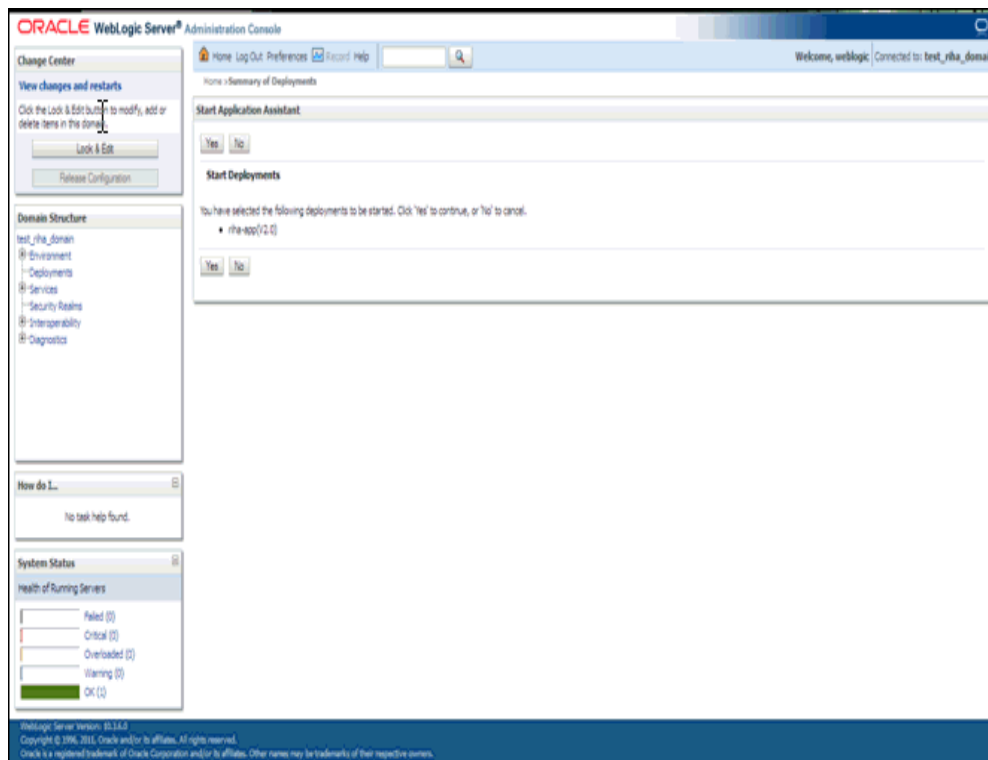 ORACLE WebLogic Server® Administration Console
Change Center
View changes and restarts
Click the Lock & Edit button to modify, add or
delete items in this domain.
Lock & Edit
Release Configuration
Domain Structure
test_riha_domain
Environment
Deployments
Services
Security Realms
Interoperability
Diagnostics
How do I...
No task help found.
System Status
Health of Running Servers
Failed (0)
Critical (0)
Overloaded (0)
Warning (0)
OK (1)
Home Log Out Preferences Record Help
Welcome, weblogic Connected to: test_riha_domai
Home >Summary of Deployments
Start Application Assistant
Yes No
Start Deployments
You have selected the following deployments to be started. Click 'Yes' to continue, or 'No' to cancel.
• riha-app(V2.0)
Yes No
WebLogic Server Version: 10.3.6.0
Copyright © 1996, 2011, Oracle and/or its affiliates. All rights reserved.
Oracle is a registered trademark of Oracle Corporation and/or its affiliates. Other names may be trademarks of their respective owners.